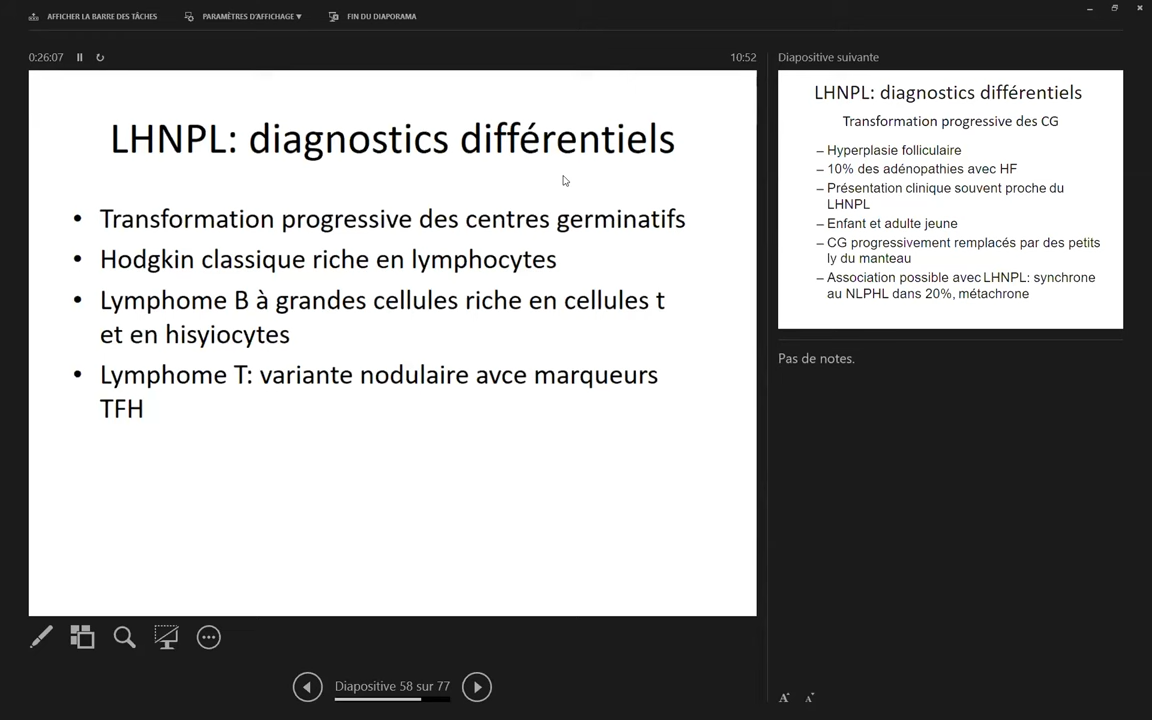 AFFICHER LA BARRE DES TÂCHES
PARAMÈTRES D'AFFICHAGE ▼
FIN DU DIAPORAMA
0:26:07
10:52
LHNPL: diagnostics différentiels
• Transformation progressive des centres germinatifs
• Hodgkin classique riche en lymphocytes
• Lymphome B à grandes cellules riche en cellules t
et en hisyiocytes
• Lymphome T: variante nodulaire avce marqueurs
TFH
Diapositive 58 sur 77
Diapositive suivante
LHNPL: diagnostics différentiels
Transformation progressive des CG
– Hyperplasie folliculaire
– 10% des adénopathies avec HF
– Présentation clinique souvent proche du
LHNPL
– Enfant et adulte jeune
– CG progressivement remplacés par des petits
ly du manteau
– Association possible avec LHNPL: synchrone
au NLPHL dans 20%, métachrone
Pas de notes.
A A